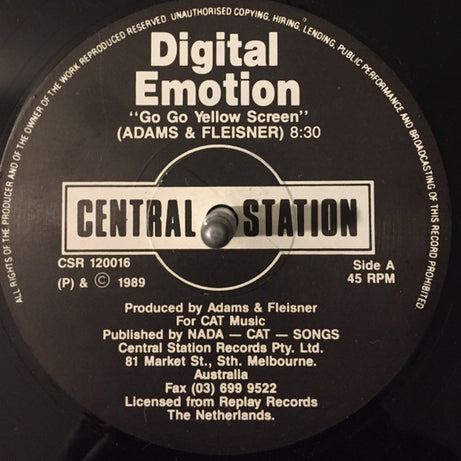 ALL RIGHTS OF THE PRODUCER AND OF THE OWNER OF THE WORK REPRODUCED RESERVED. UNAUTHORISED COPYING, HIRING, LENDING, PUBLIC PERFORMANCE AND BROADCASTING OF THIS RECORD PROHIBITED
Digital
Emotion
"Go Go Yellow Screen"
(ADAMS & FLEISNER) 8:30
CENTRAL STATION
CSR 120016
Side A
(P) & © 1989
45 RPM
Produced by Adams & Fleisner
For CAT Music
Published by NADA — CAT — SONGS
Central Station Records Pty. Ltd.
81 Market St., Sth. Melbourne.
Australia
Fax (03) 699 9522
Licensed from Replay Records
The Netherlands.